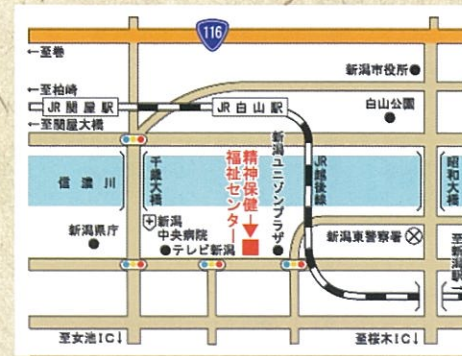 116
←至巻
新潟市役所
←至柏崎
JR関屋駅
JR白山駅
白山公園
←至関屋大橋
信濃川
千歳大橋
精神保健
福祉センター
新潟ユニゾンプラザ
JR越後線
昭和大橋
新潟県庁
新潟
中央病院
テレビ新潟
新潟東警察署
至新潟駅
至女池IC↓
至桜木IC↓